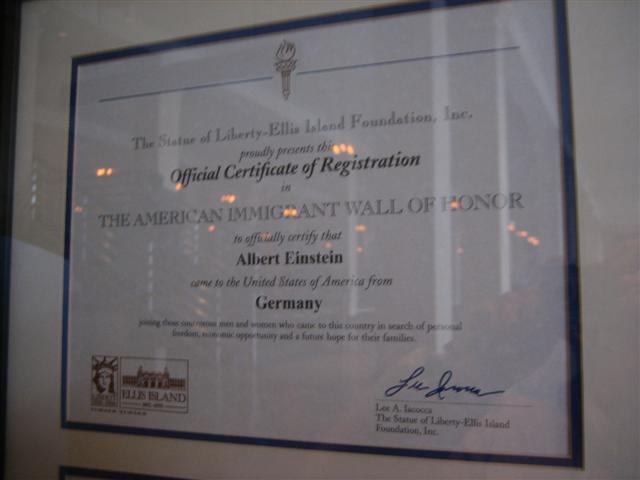 The Statue of Liberty-Ellis Island Foundation, Inc.
proudly presents this
Official Certificate of Registration
in
THE AMERICAN IMMIGRANT WALL OF HONOR
to officially certify that
Albert Einstein
came to the United States of America from
Germany
joining those courageous men and women who came to this country in search of personal
freedom, economic opportunity and a future hope for their families.
LIBERTY
ELLIS ISLAND
Lee Iacocca
Lee A. Iacocca
The Statue of Liberty-Ellis Island
Foundation, Inc.